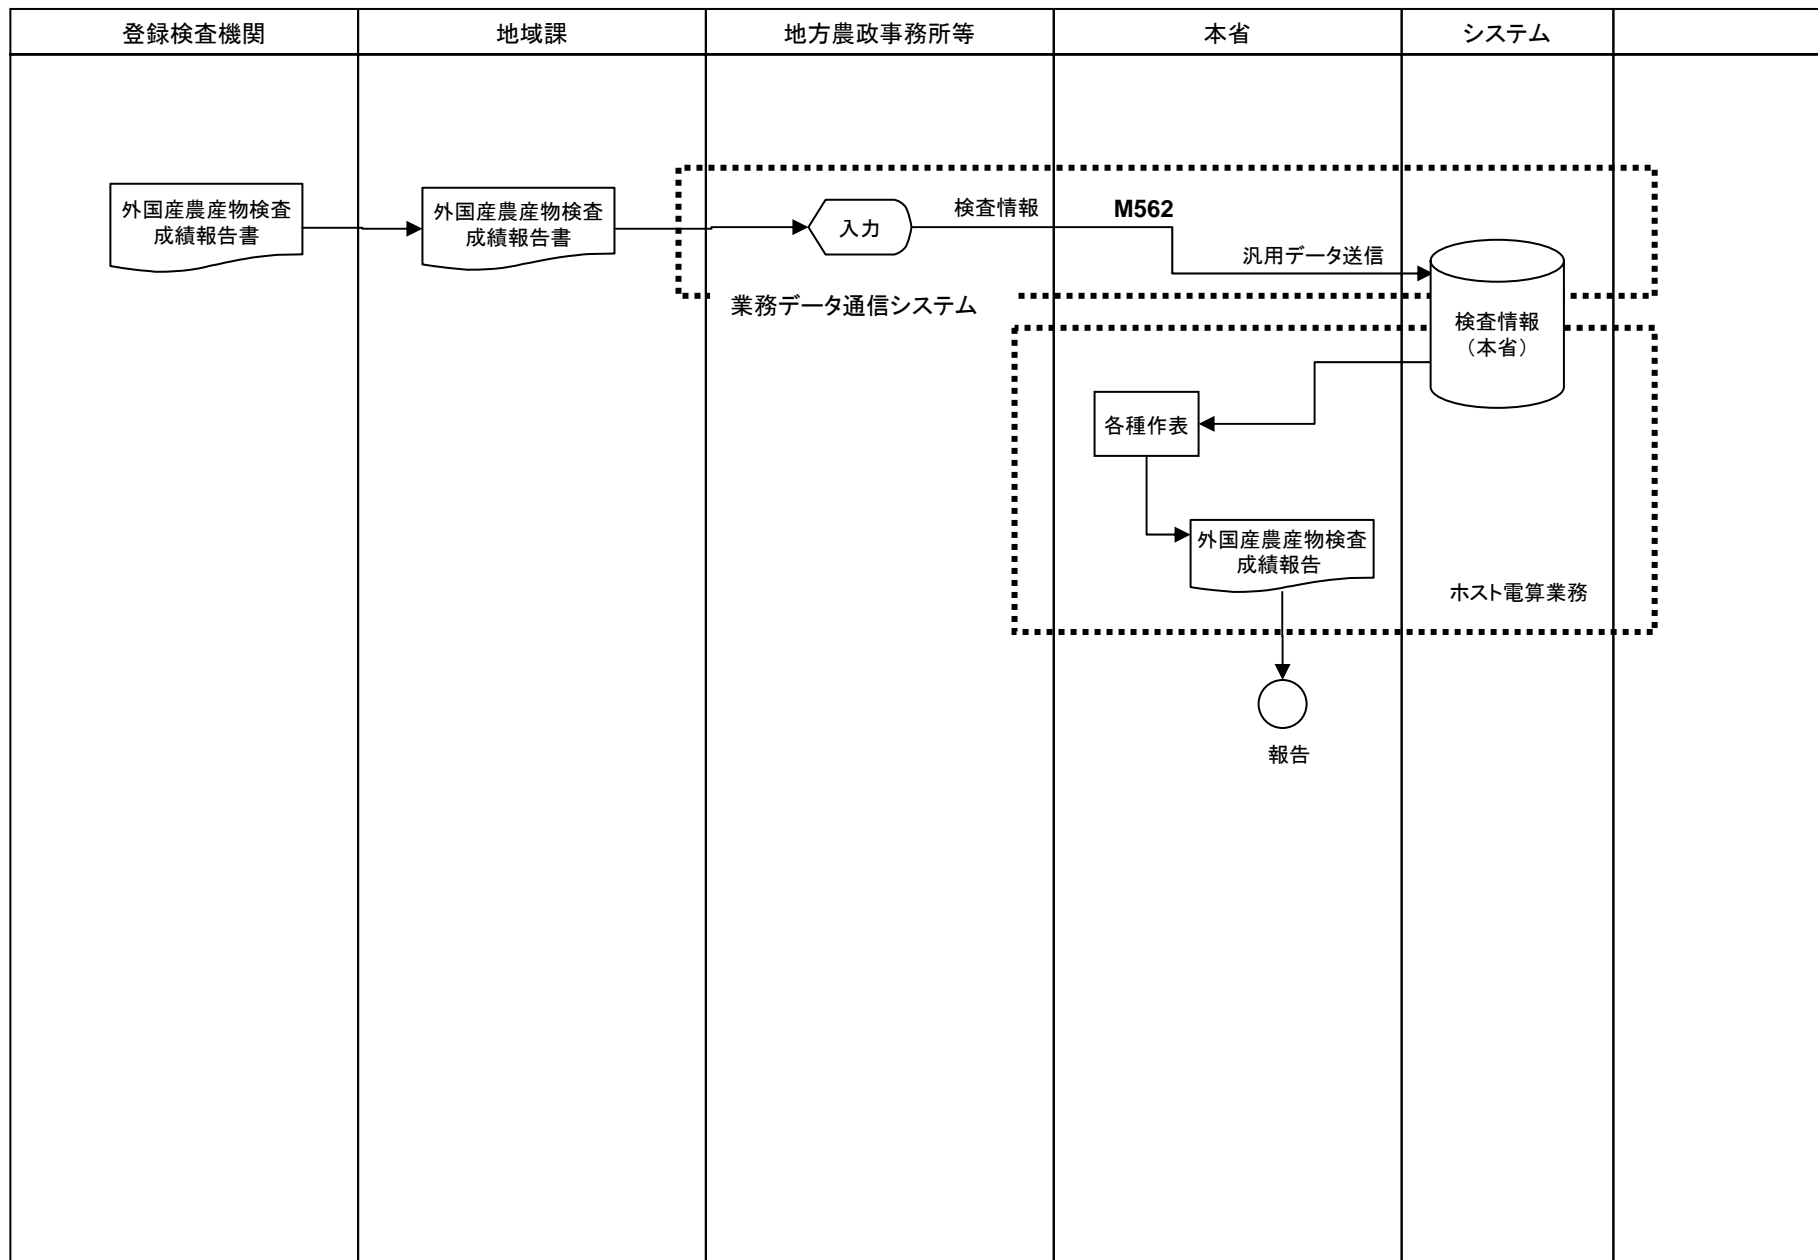 登録検査機関
地域課
地方農政事務所等
本省
システム
外国産農産物検査
成績報告書
外国産農産物検査
成績報告書
入力
検査情報
M562
汎用データ送信
業務データ通信システム
検査情報
（本省）
各種作表
外国産農産物検査
成績報告
ホスト電算業務
報告